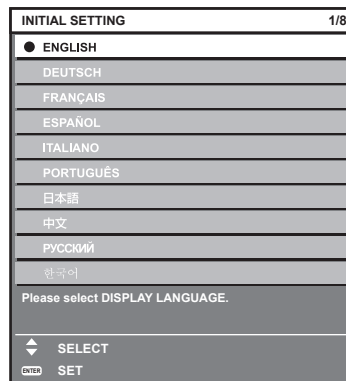 INITIAL SETTING 1/8
ENGLISH
DEUTSCH
FRANÇAIS
ESPAÑOL
ITALIANO
PORTUGUÊS
日本語
中文
РУССКИЙ
한국어
Please select DISPLAY LANGUAGE.
SELECT
ENTER SET